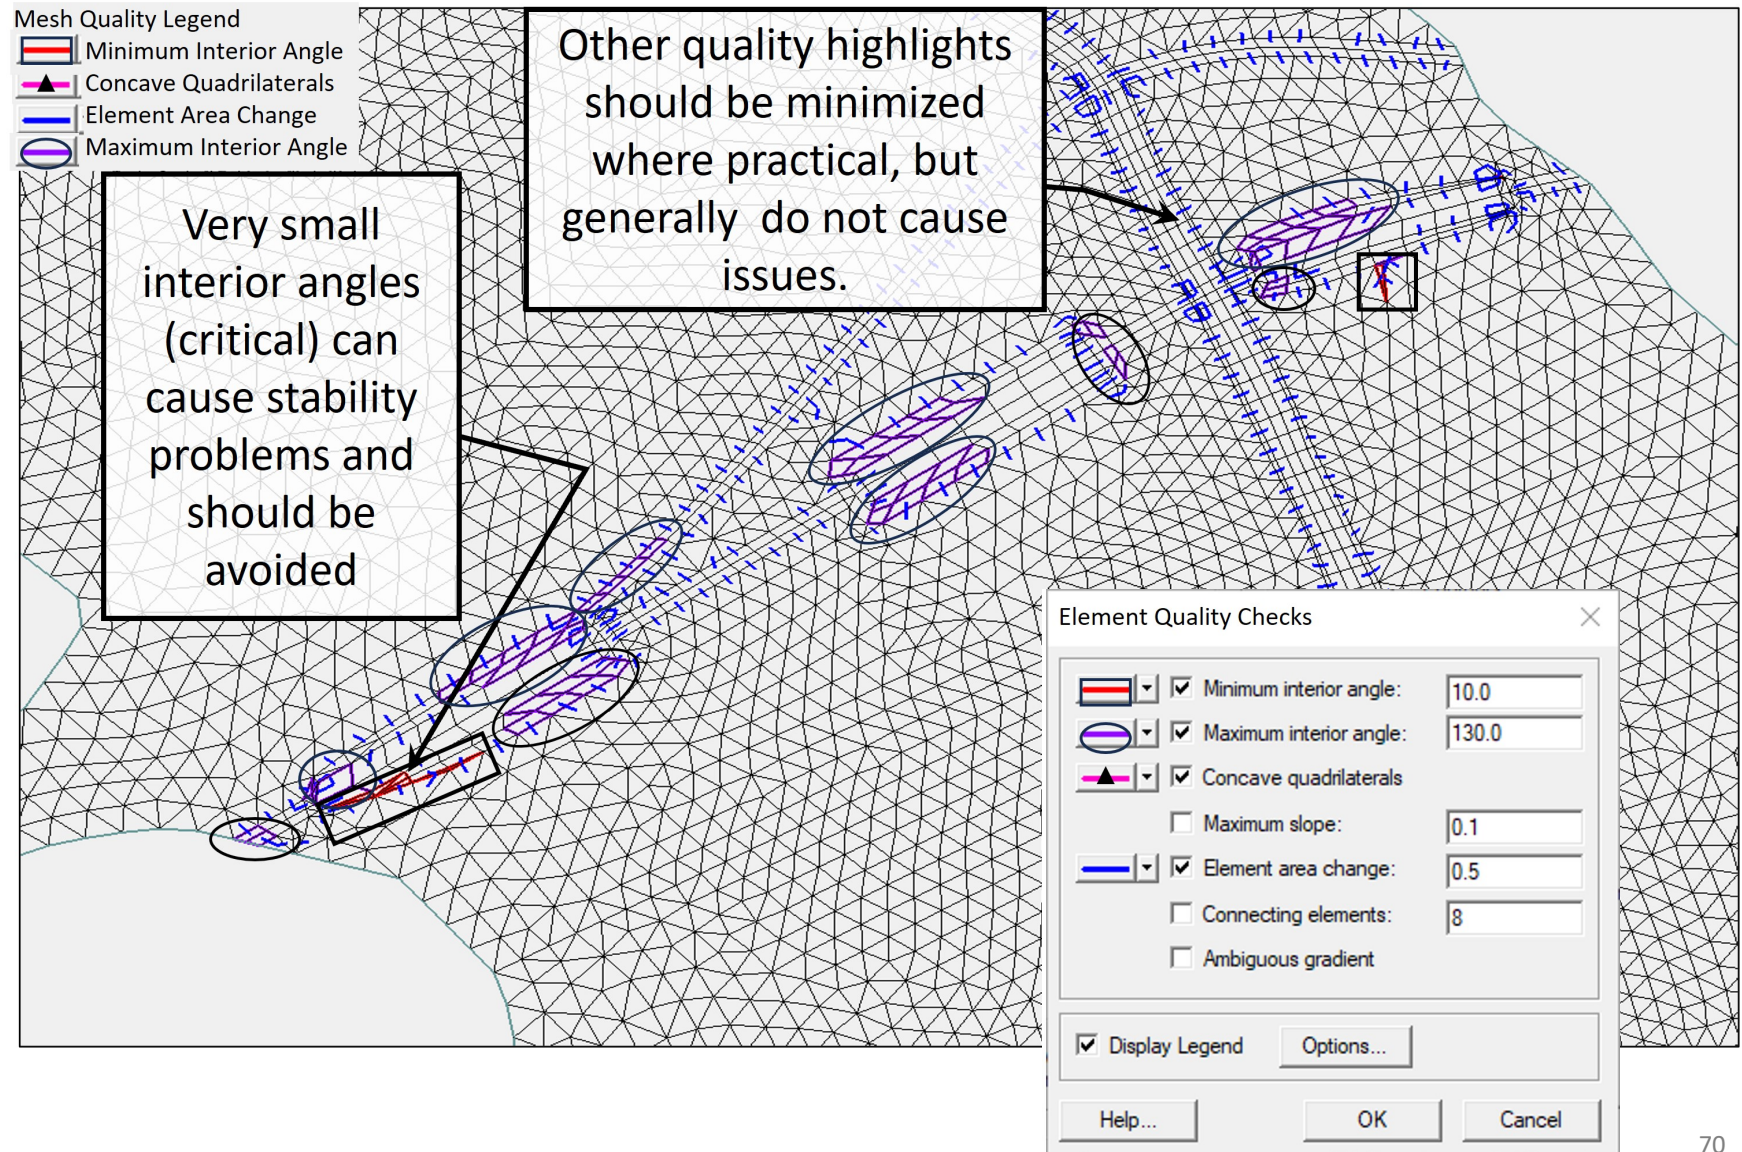 Mesh Quality Legend
Minimum Interior Angle
Concave Quadrilaterals
Element Area Change
Maximum Interior Angle
Other quality highlights
should be minimized
where practical, but
generally  do not cause
issues.
Very small
interior angles
(critical) can
cause stability
problems and
should be
avoided
Element Quality Checks
Minimum interior angle: 10.0
Maximum interior angle: 130.0
Concave quadrilaterals
Maximum slope: 0.1
Element area change: 0.5
Connecting elements: 8
Ambiguous gradient
Display Legend Options...
Help... OK Cancel
70